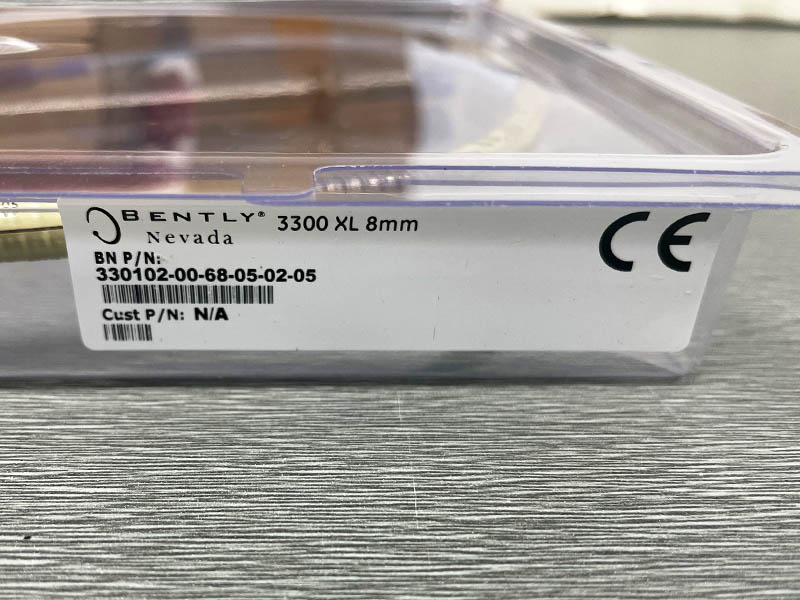 BENTLY® 3300 XL 8mm
Nevada
BN P/N:
330102-00-68-05-02-05
Cust P/N: N/A
CE